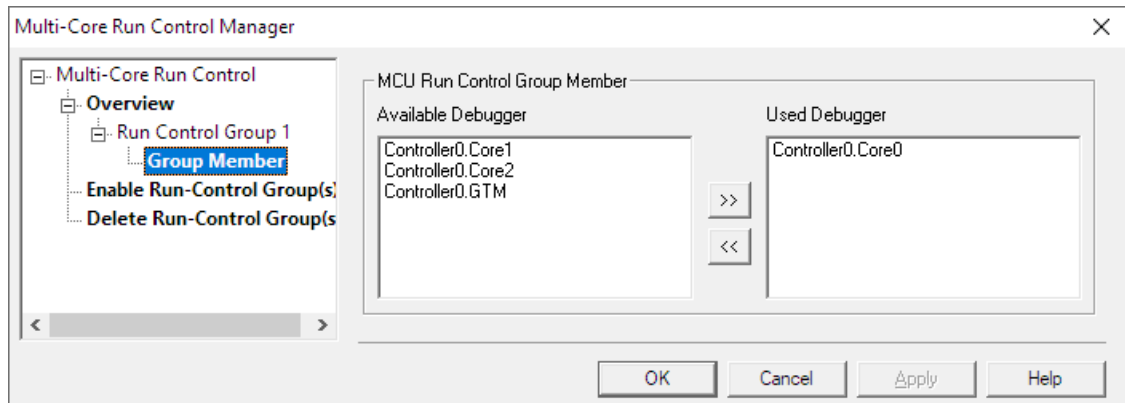 Multi-Core Run Control Manager
Multi-Core Run Control
Overview
Run Control Group 1
Group Member
Enable Run-Control Group(s)
Delete Run-Control Group(s
MCU Run Control Group Member
Available Debugger
Controller0.Core1
Controller0.Core2
Controller0.GTM
>>
<<
Used Debugger
Controller0.Core0
OK
Cancel
Apply
Help